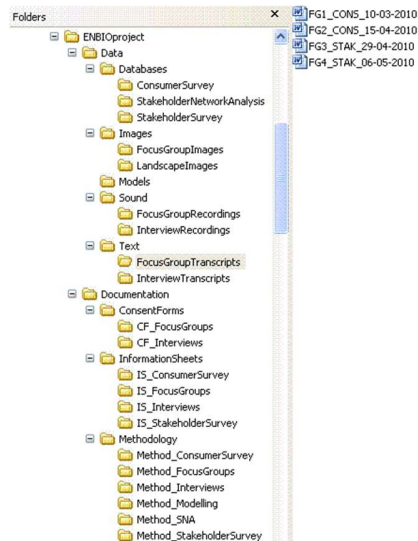 Folders
ENBIOproject
Data
Databases
ConsumerSurvey
StakeholderNetworkAnalysis
StakeholderSurvey
Images
FocusGroupImages
LandscapeImages
Models
Sound
FocusGroupRecordings
InterviewRecordings
Text
FocusGroupTranscripts
InterviewTranscripts
Documentation
ConsentForms
CF_FocusGroups
CF_Interviews
InformationSheets
IS_ConsumerSurvey
IS_FocusGroups
IS_Interviews
IS_StakeholderSurvey
Methodology
Method_ConsumerSurvey
Method_FocusGroups
Method_Interviews
Method_Modelling
Method_SNA
Method_StakeholderSurvey
FG1_CONS_10-03-2010
FG2_CONS_15-04-2010
FG3_STAK_29-04-2010
FG4_STAK_06-05-2010